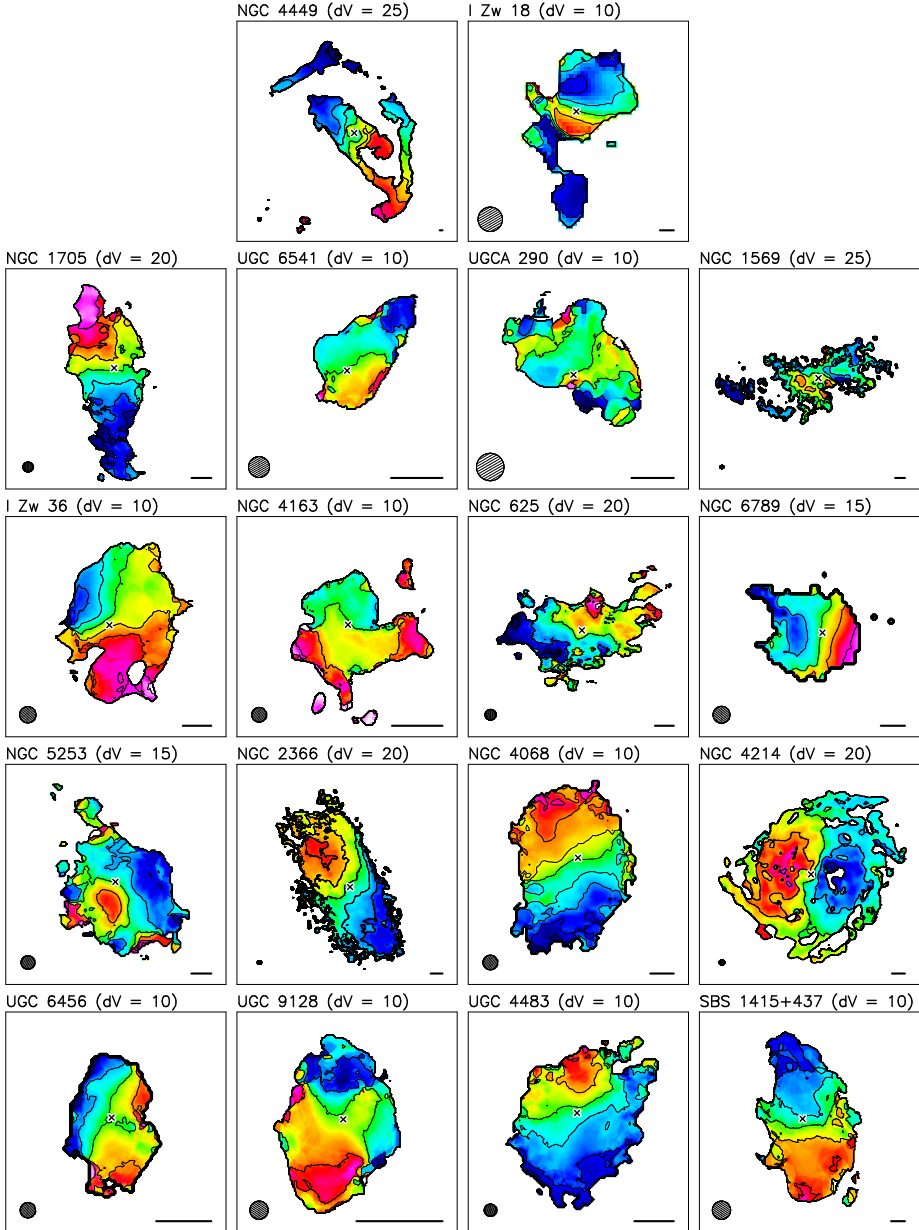 NGC 4449 (dV = 25)
I Zw 18 (dV = 10)
NGC 1705 (dV = 20)
UGC 6541 (dV = 10)
UGCA 290 (dV = 10)
NGC 1569 (dV = 25)
I Zw 36 (dV = 10)
NGC 4163 (dV = 10)
NGC 625 (dV = 20)
NGC 6789 (dV = 15)
NGC 5253 (dV = 15)
NGC 2366 (dV = 20)
NGC 4068 (dV = 10)
NGC 4214 (dV = 20)
UGC 6456 (dV = 10)
UGC 9128 (dV = 10)
UGC 4483 (dV = 10)
SBS 1415+437 (dV = 10)